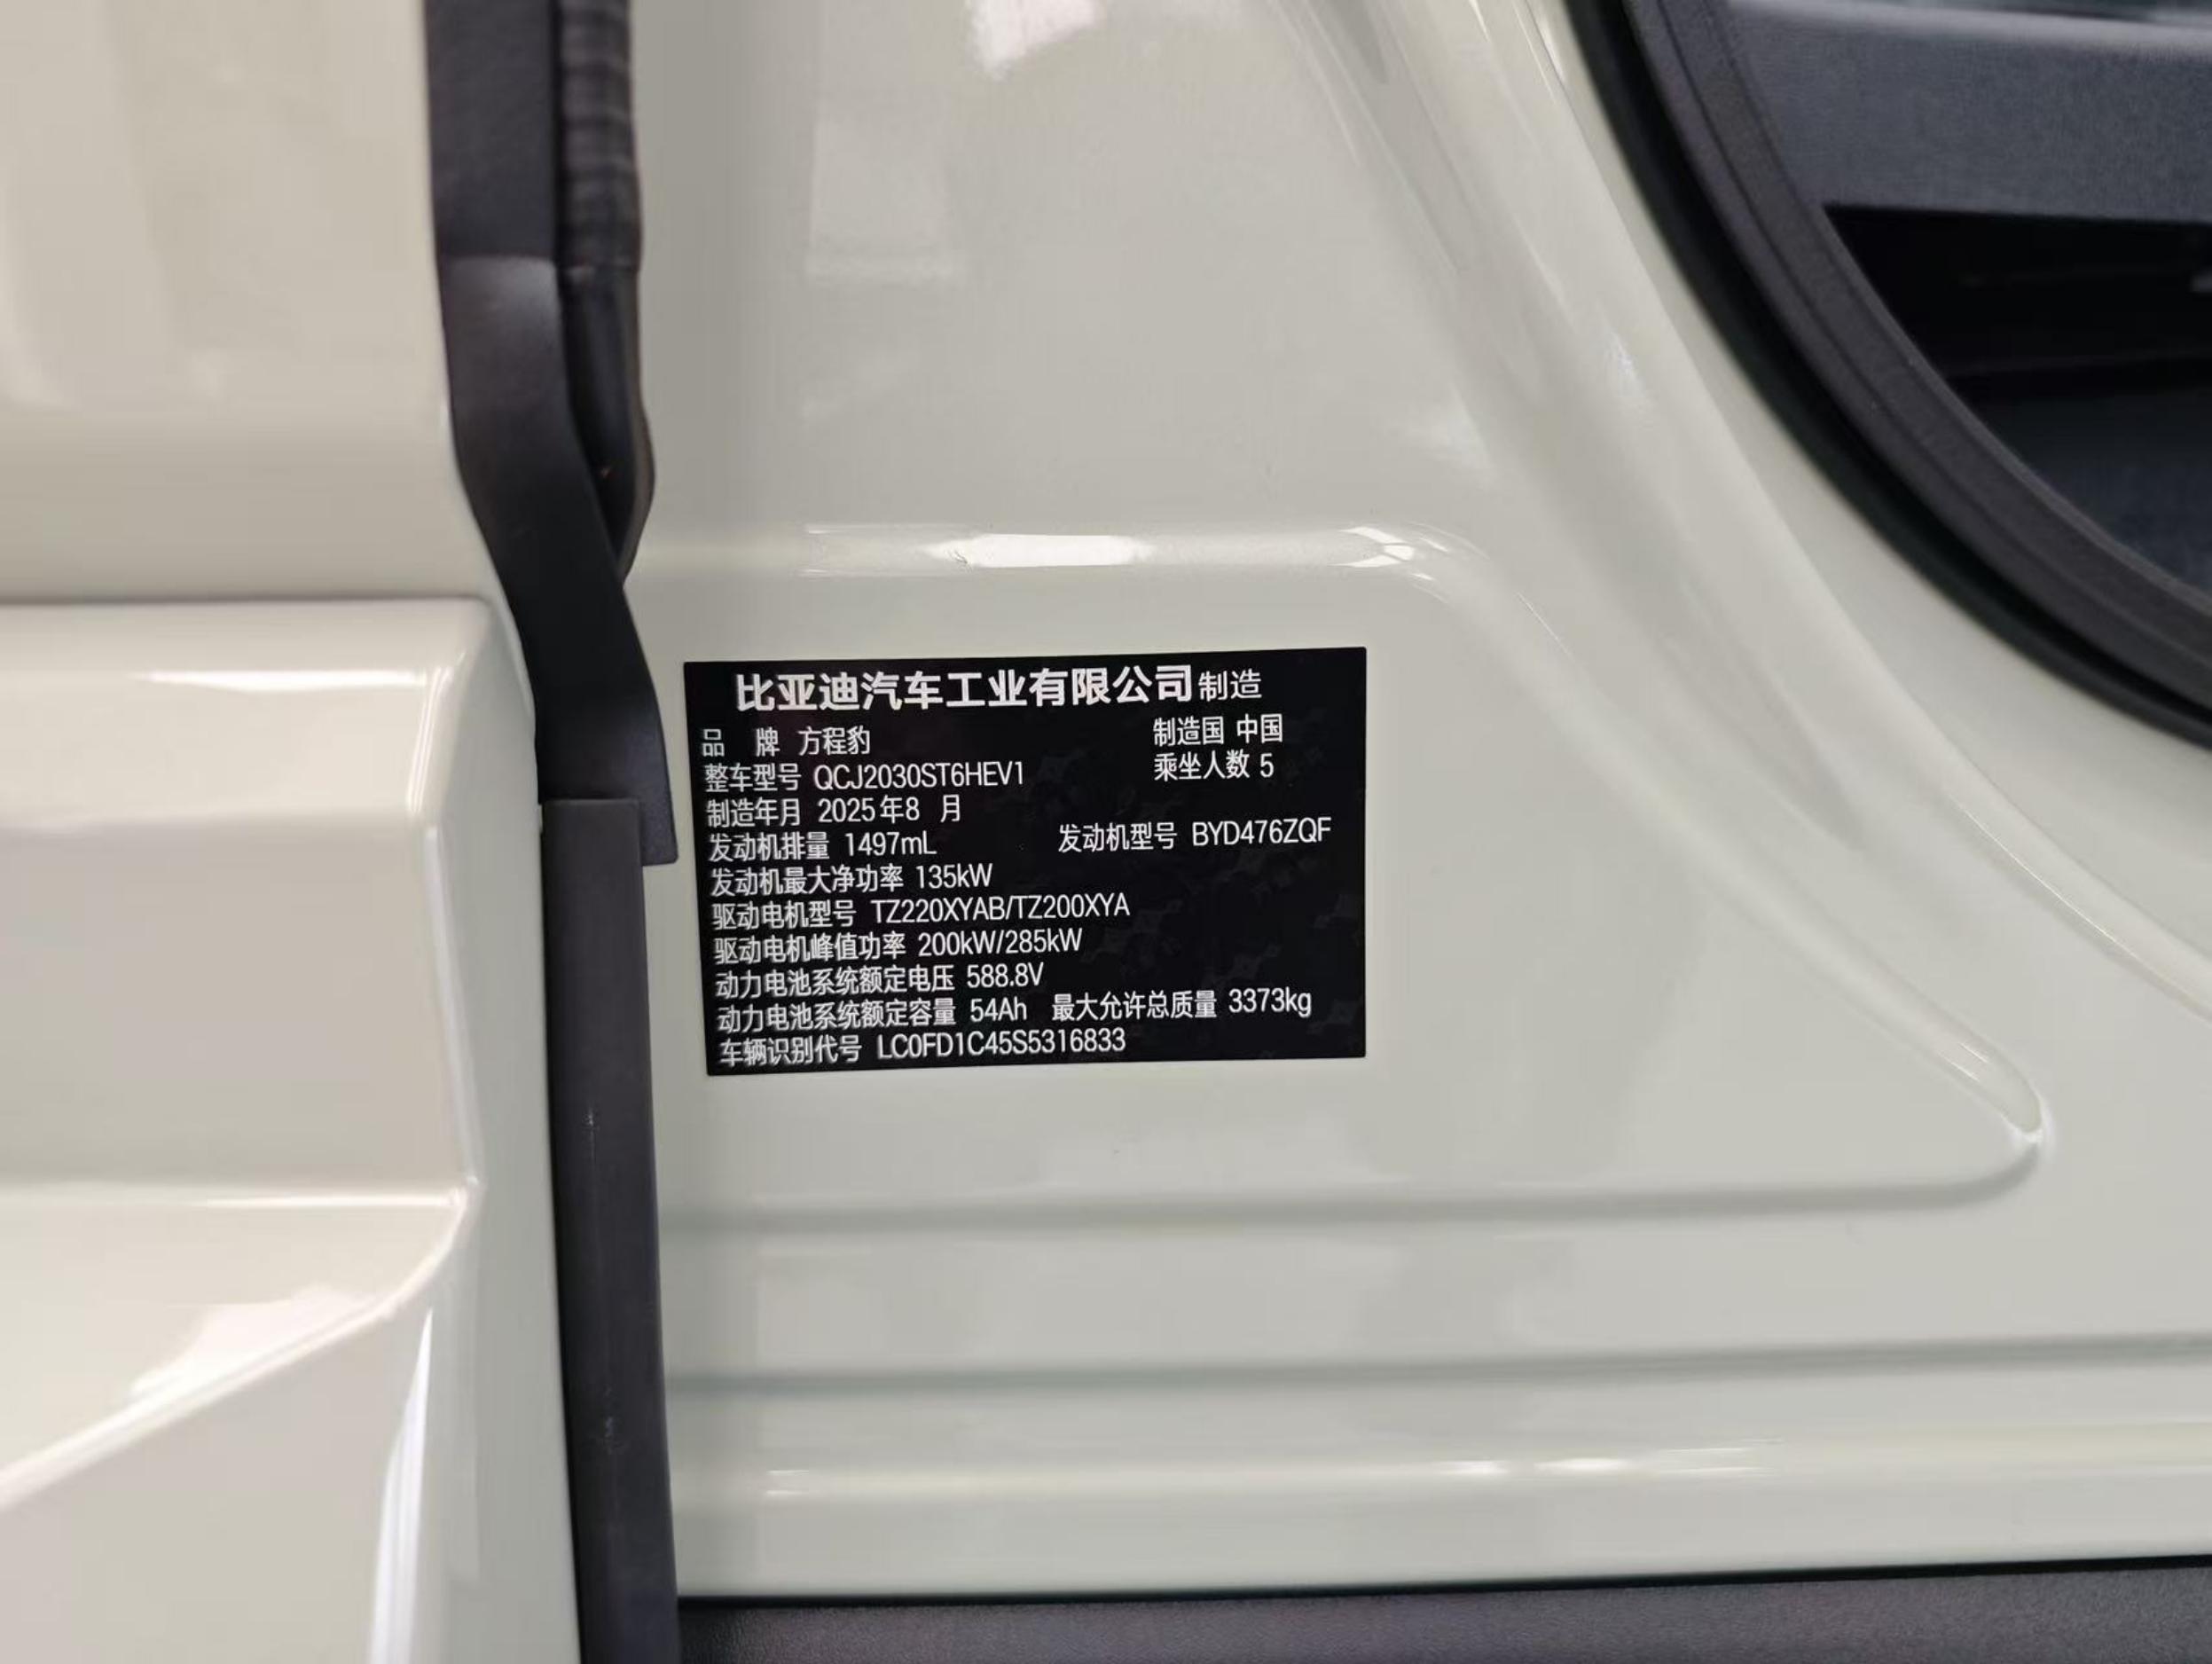 比亚迪汽车工业有限公司制造
品 牌 方程豹 制造国 中国
整车型号 QCJ2030ST6HEV1 乘坐人数 5
制造年月 2025年8 月
发动机排量 1497mL 发动机型号 BYD476ZQF
发动机最大净功率 135kW
驱动电机型号 TZ220XYAB/TZ200XYA
驱动电机峰值功率 200kW/285kW
动力电池系统额定电压 588.8V
动力电池系统额定容量 54Ah 最大允许总质量 3373kg
车辆识别代号 LC0FD1C45S5316833